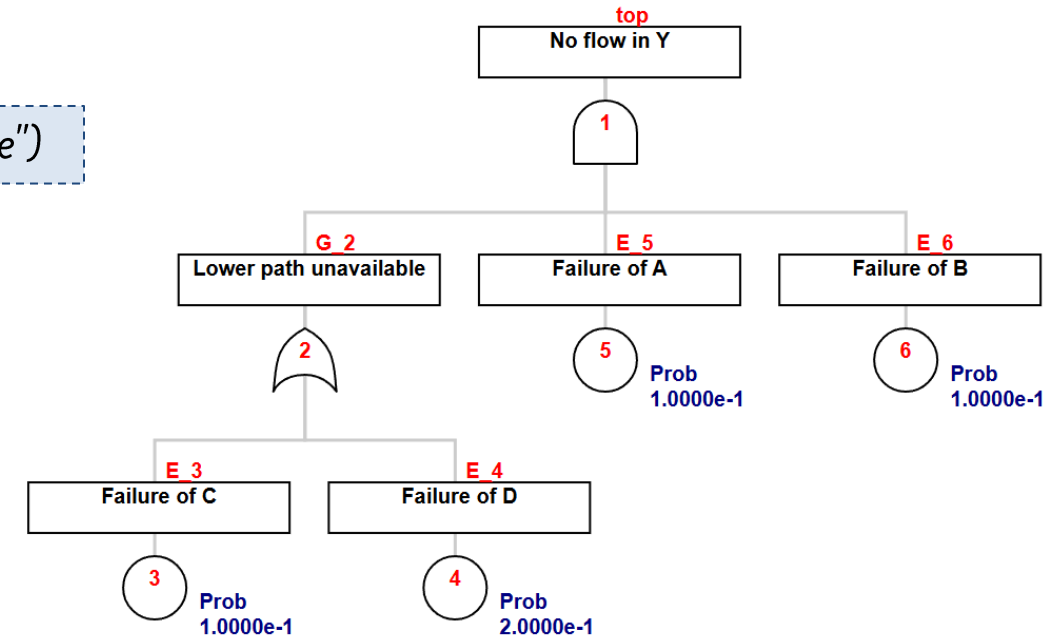 top
No flow in Y
e")
1
G_2
Lower path unavailable
E_5
Failure of A
E_6
Failure of B
2
5
Prob
1.0000e-1
6
Prob
1.0000e-1
E_3
Failure of C
E_4
Failure of D
3
Prob
1.0000e-1
4
Prob
2.0000e-1